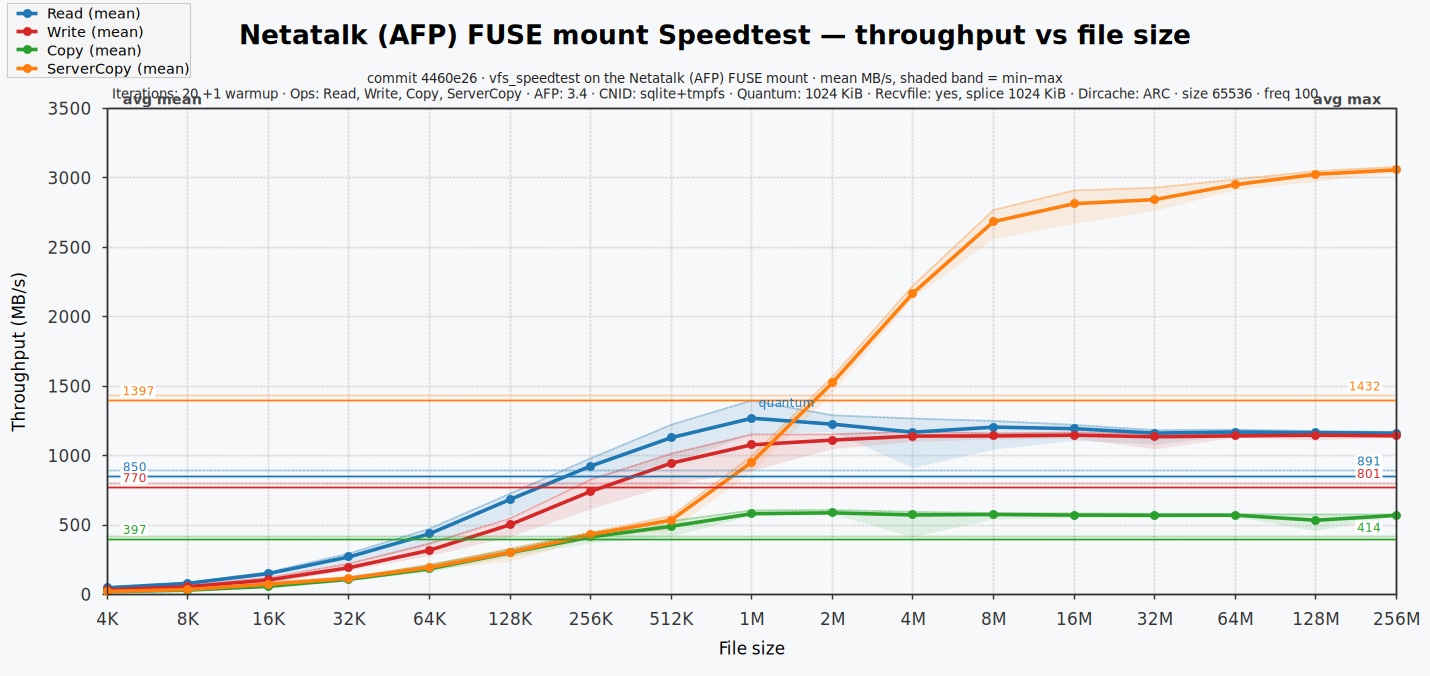 Read (mean)
Write (mean)
Copy (mean)
ServerCopy (mean)
Netatalk (AFP) FUSE mount Speedtest — throughput vs file size
commit 4460e26 · vfs_speedtest on the Netatalk (AFP) FUSE mount · mean MB/s, shaded band = min–max
Iterations: 20 +1 warmup · Ops: Read, Write, Copy, ServerCopy · AFP: 3.4 · CNID: sqlite+tmpfs · Quantum: 1024 KiB · Recvfile: yes, splice 1024 KiB · Dircache: ARC · size 65536 · freq 100
avg mean
avg max
3500
3000
2500
2000
1500
1000
500
0
Throughput (MB/s)
1397
1432
quantum
850
891
770
801
397
414
4K 8K 16K 32K 64K 128K 256K 512K 1M 2M 4M 8M 16M 32M 64M 128M 256M
File size